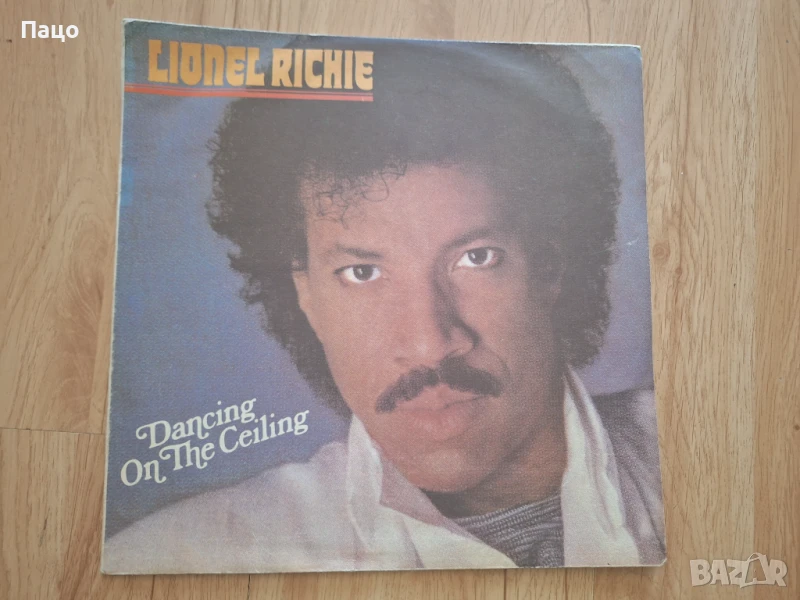 Пацо
LIONEL RICHIE
Dancing
On The Ceiling
BAZAR